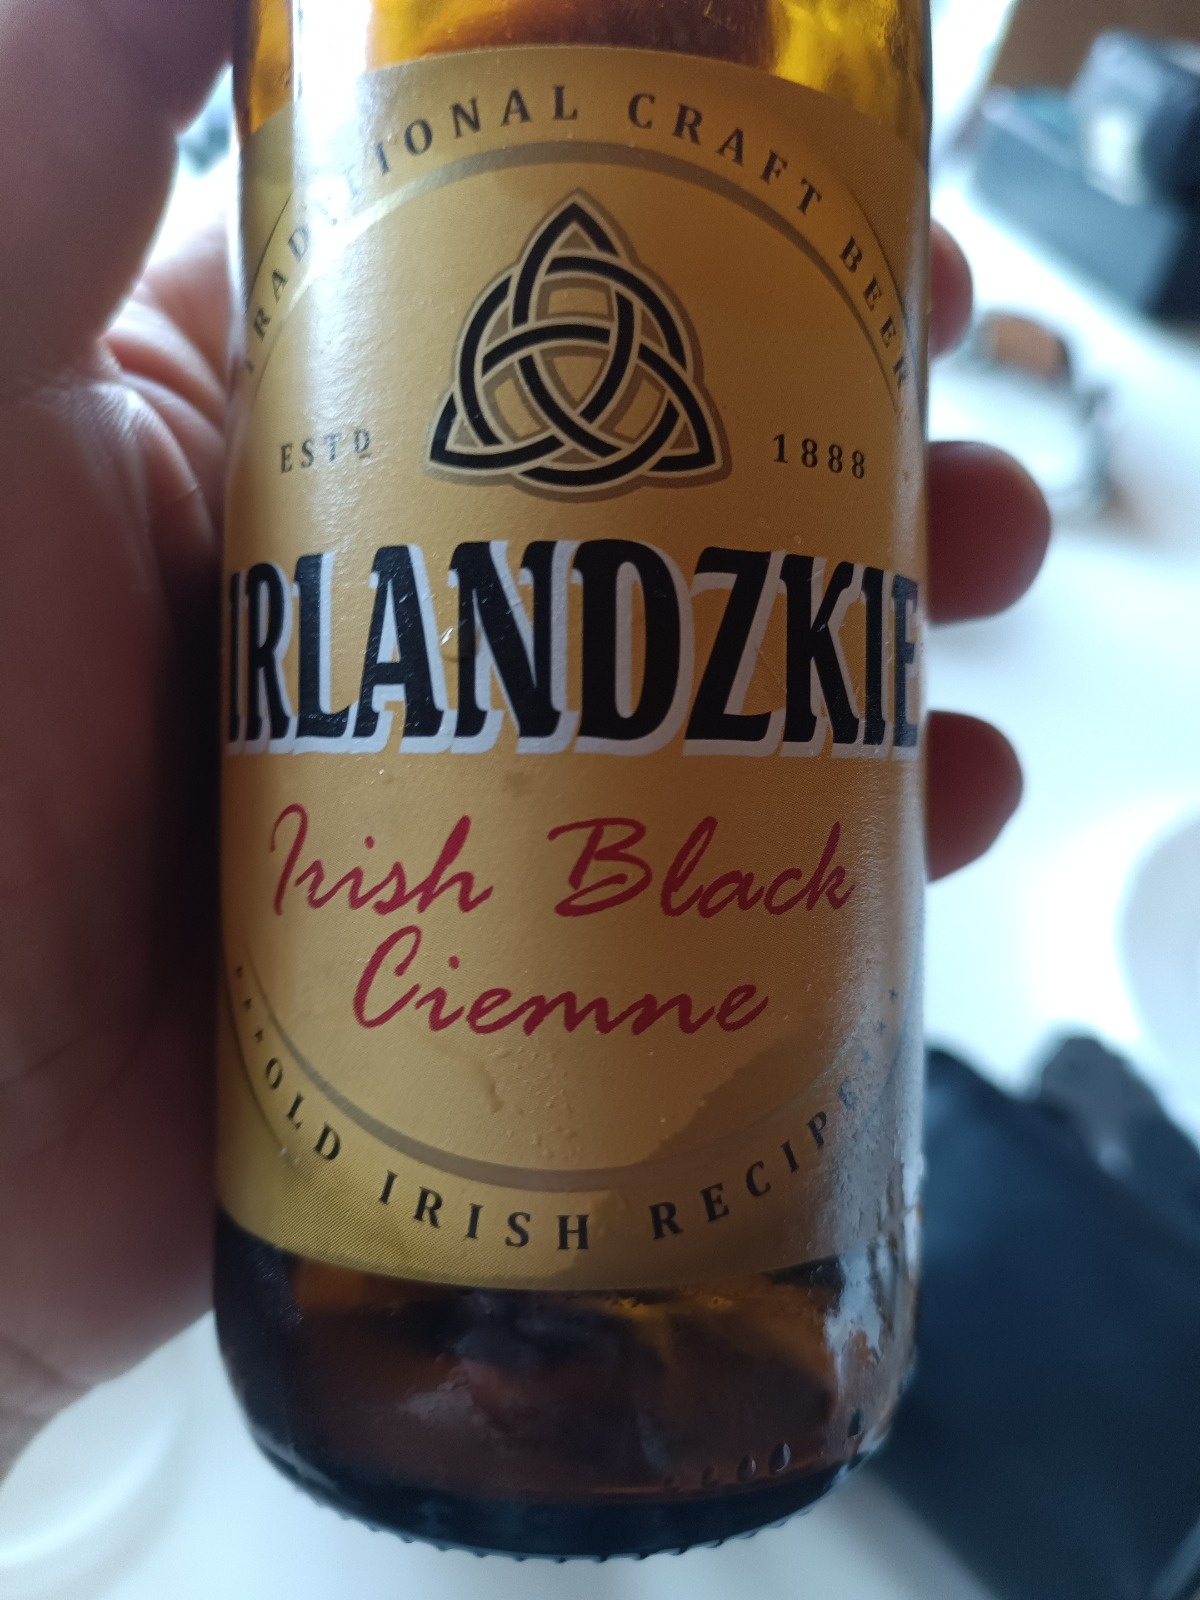 TRADITIONAL CRAFT BEER
ESTD 1888
IRLANDZKIE
Irish Black
Ciemne
OLD IRISH RECIPE